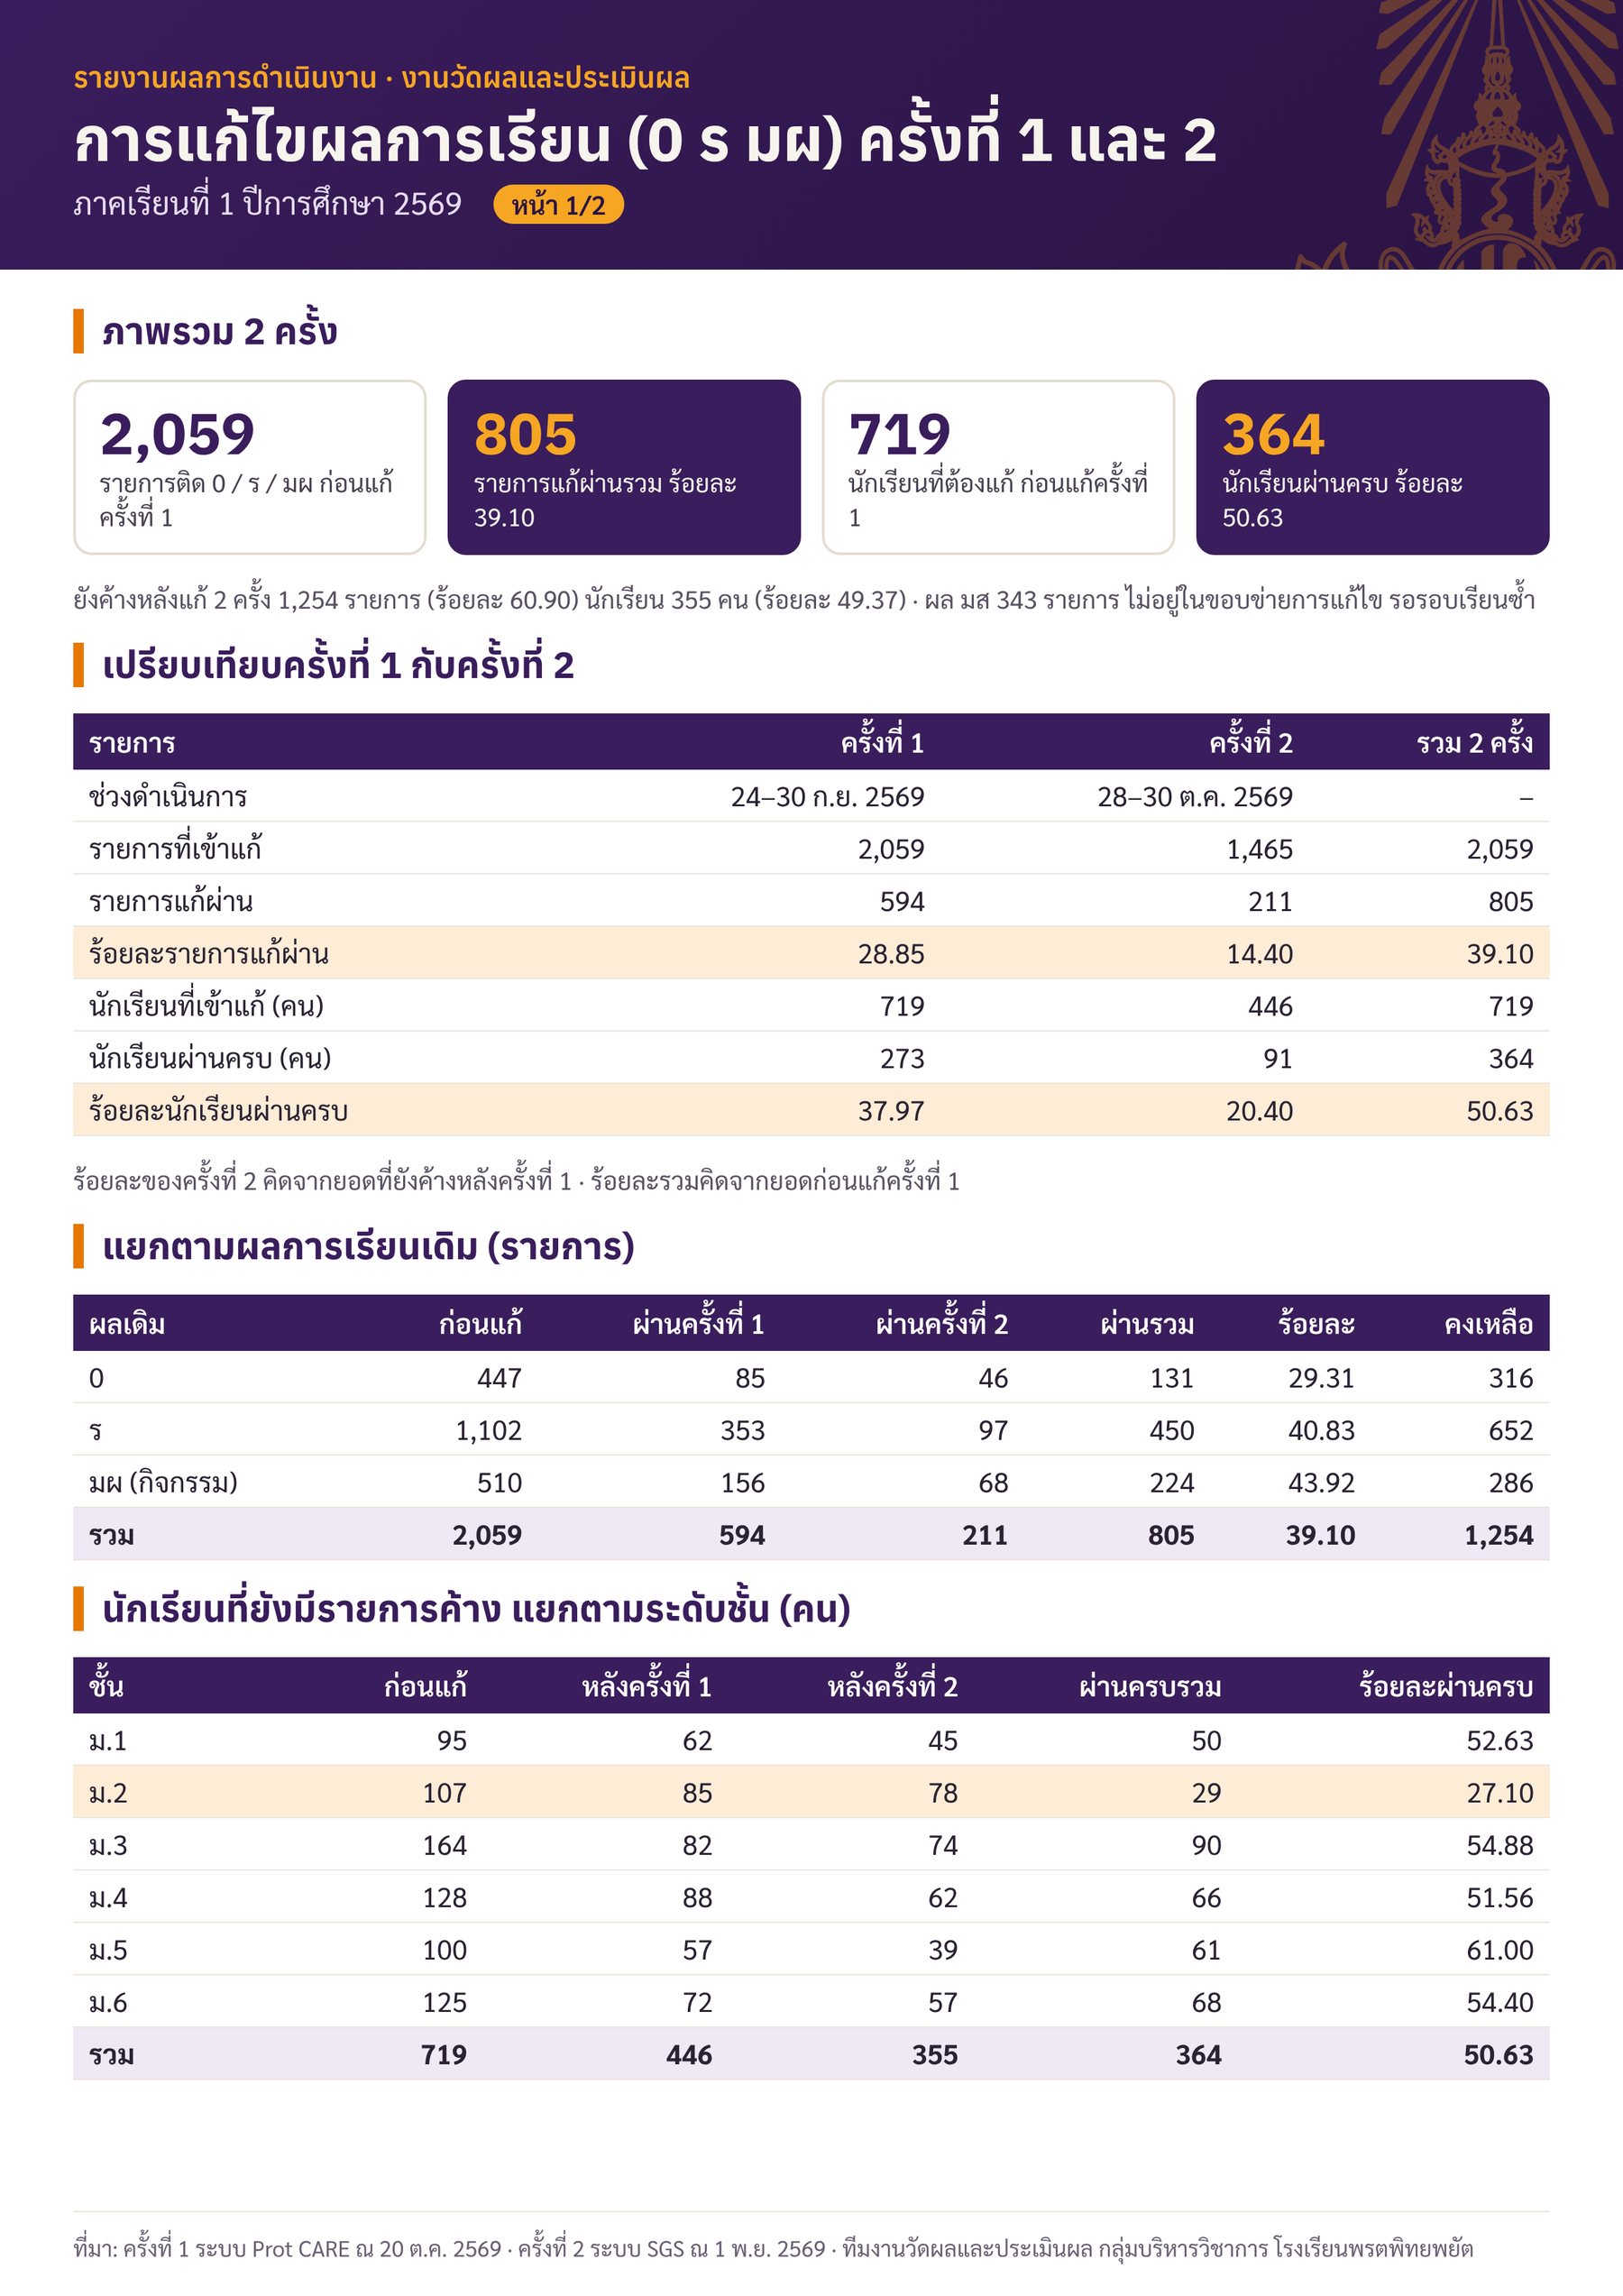 รายงานผลการดำเนินงาน · งานวัดผลและประเมินผล
การแก้ไขผลการเรียน (0 ร มผ) ครั้งที่ 1 และ 2
ภาคเรียนที่ 1 ปีการศึกษา 2569 หน้า 1/2
ภาพรวม 2 ครั้ง
2,059
รายการติด 0 / ร / มผ ก่อนแก้
ครั้งที่ 1
805
รายการแก้ผ่านรวม ร้อยละ
39.10
719
นักเรียนที่ต้องแก้ ก่อนแก้ครั้งที่
1
364
นักเรียนผ่านครบ ร้อยละ
50.63
ยังค้างหลังแก้ 2 ครั้ง 1,254 รายการ (ร้อยละ 60.90) นักเรียน 355 คน (ร้อยละ 49.37) · ผล มส 343 รายการ ไม่อยู่ในขอบข่ายการแก้ไข รอรอบเรียนซ้ำ
เปรียบเทียบครั้งที่ 1 กับครั้งที่ 2
รายการ ครั้งที่ 1 ครั้งที่ 2 รวม 2 ครั้ง
ช่วงดำเนินการ 24–30 ก.ย. 2569 28–30 ต.ค. 2569 –
รายการที่เข้าแก้ 2,059 1,465 2,059
รายการแก้ผ่าน 594 211 805
ร้อยละรายการแก้ผ่าน 28.85 14.40 39.10
นักเรียนที่เข้าแก้ (คน) 719 446 719
นักเรียนผ่านครบ (คน) 273 91 364
ร้อยละนักเรียนผ่านครบ 37.97 20.40 50.63
ร้อยละของครั้งที่ 2 คิดจากยอดที่ยังค้างหลังครั้งที่ 1 · ร้อยละรวมคิดจากยอดก่อนแก้ครั้งที่ 1
แยกตามผลการเรียนเดิม (รายการ)
ผลเดิม ก่อนแก้ ผ่านครั้งที่ 1 ผ่านครั้งที่ 2 ผ่านรวม ร้อยละ คงเหลือ
0 447 85 46 131 29.31 316
ร 1,102 353 97 450 40.83 652
มผ (กิจกรรม) 510 156 68 224 43.92 286
รวม 2,059 594 211 805 39.10 1,254
นักเรียนที่ยังมีรายการค้าง แยกตามระดับชั้น (คน)
ชั้น ก่อนแก้ หลังครั้งที่ 1 หลังครั้งที่ 2 ผ่านครบรวม ร้อยละผ่านครบ
ม.1 95 62 45 50 52.63
ม.2 107 85 78 29 27.10
ม.3 164 82 74 90 54.88
ม.4 128 88 62 66 51.56
ม.5 100 57 39 61 61.00
ม.6 125 72 57 68 54.40
รวม 719 446 355 364 50.63
ที่มา: ครั้งที่ 1 ระบบ Prot CARE ณ 20 ต.ค. 2569 · ครั้งที่ 2 ระบบ SGS ณ 1 พ.ย. 2569 · ทีมงานวัดผลและประเมินผล กลุ่มบริหารวิชาการ โรงเรียนพรตพิทยพยัต